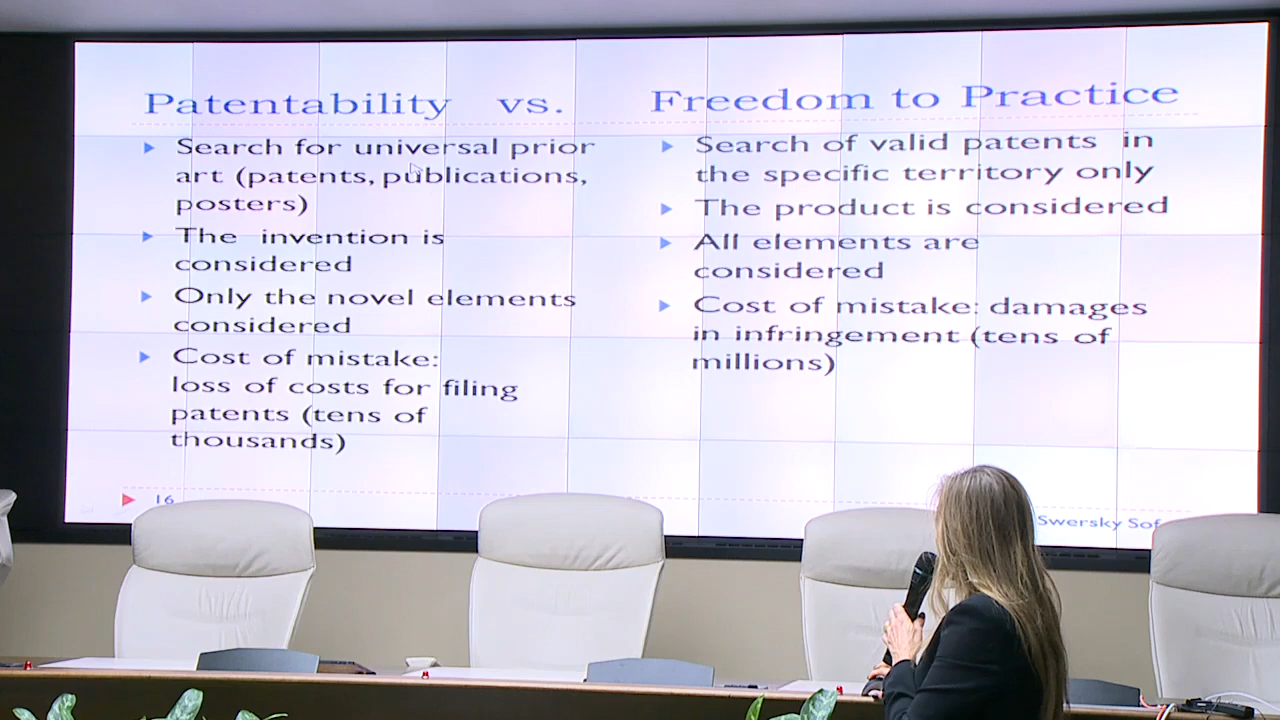 Patentability vs.
Search for universal prior
art (patents, publications,
posters)
The invention is
considered
Only the novel elements
considered
Cost of mistake:
loss of costs for filing
patents (tens of
thousands)
Freedom to Practice
Search of valid patents in
the specific territory only
The product is considered
All elements are
considered
Cost of mistake: damages
in infringement (tens of
millions)
16
Swersky Sof